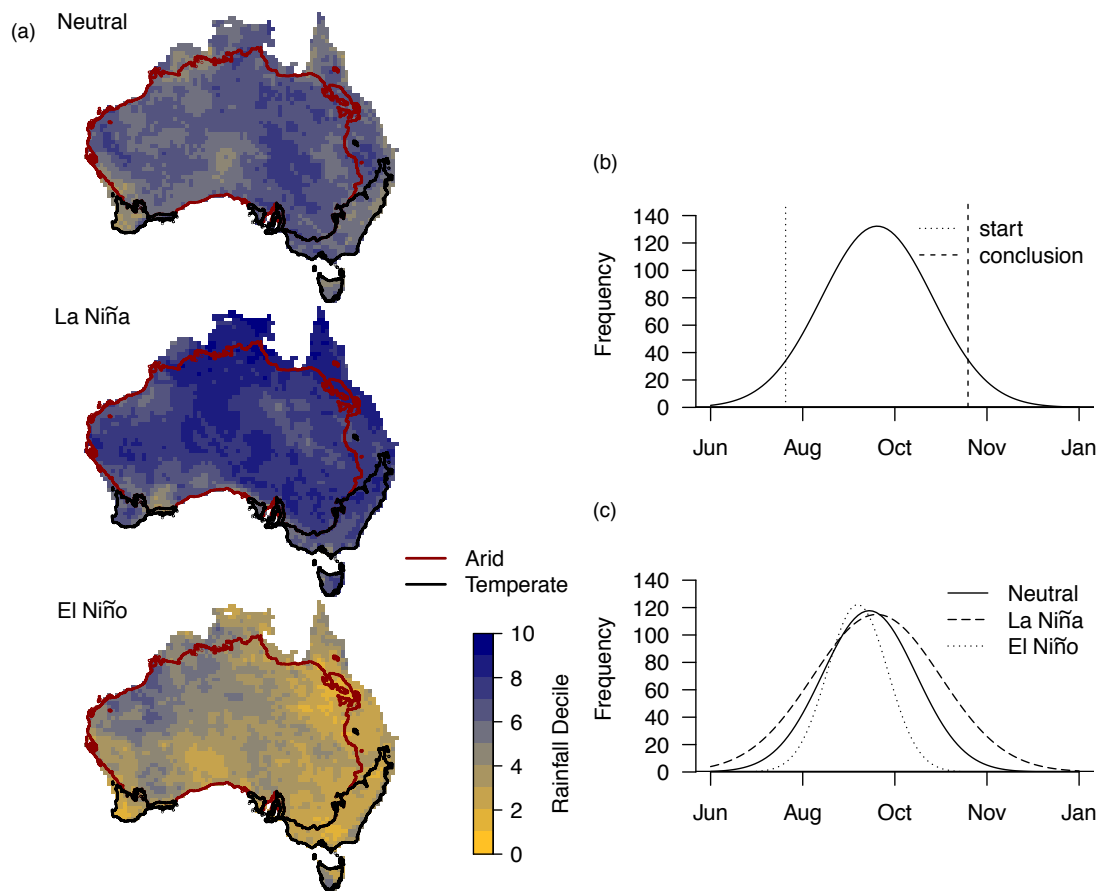 (a)
Neutral
La Niña
Arid
Temperate
El Niño
10
8
6
4
2
0
Rainfall Decile
(b)
140
120
100
80
60
40
20
0
Frequency
start
conclusion
Jun Aug Oct Nov Jan
(c)
140
120
100
80
60
40
20
0
Frequency
Neutral
La Niña
El Niño
Jun Aug Oct Nov Jan